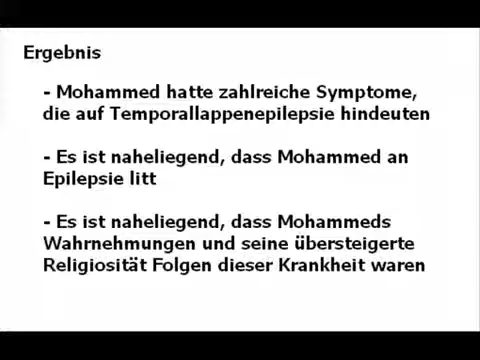 Ergebnis
- Mohammed hatte zahlreiche Symptome,
die auf Temporallappenepilepsie hindeuten
- Es ist naheliegend, dass Mohammed an
Epilepsie litt
- Es ist naheliegend, dass Mohammeds
Wahrnehmungen und seine übersteigerte
Religiosität Folgen dieser Krankheit waren